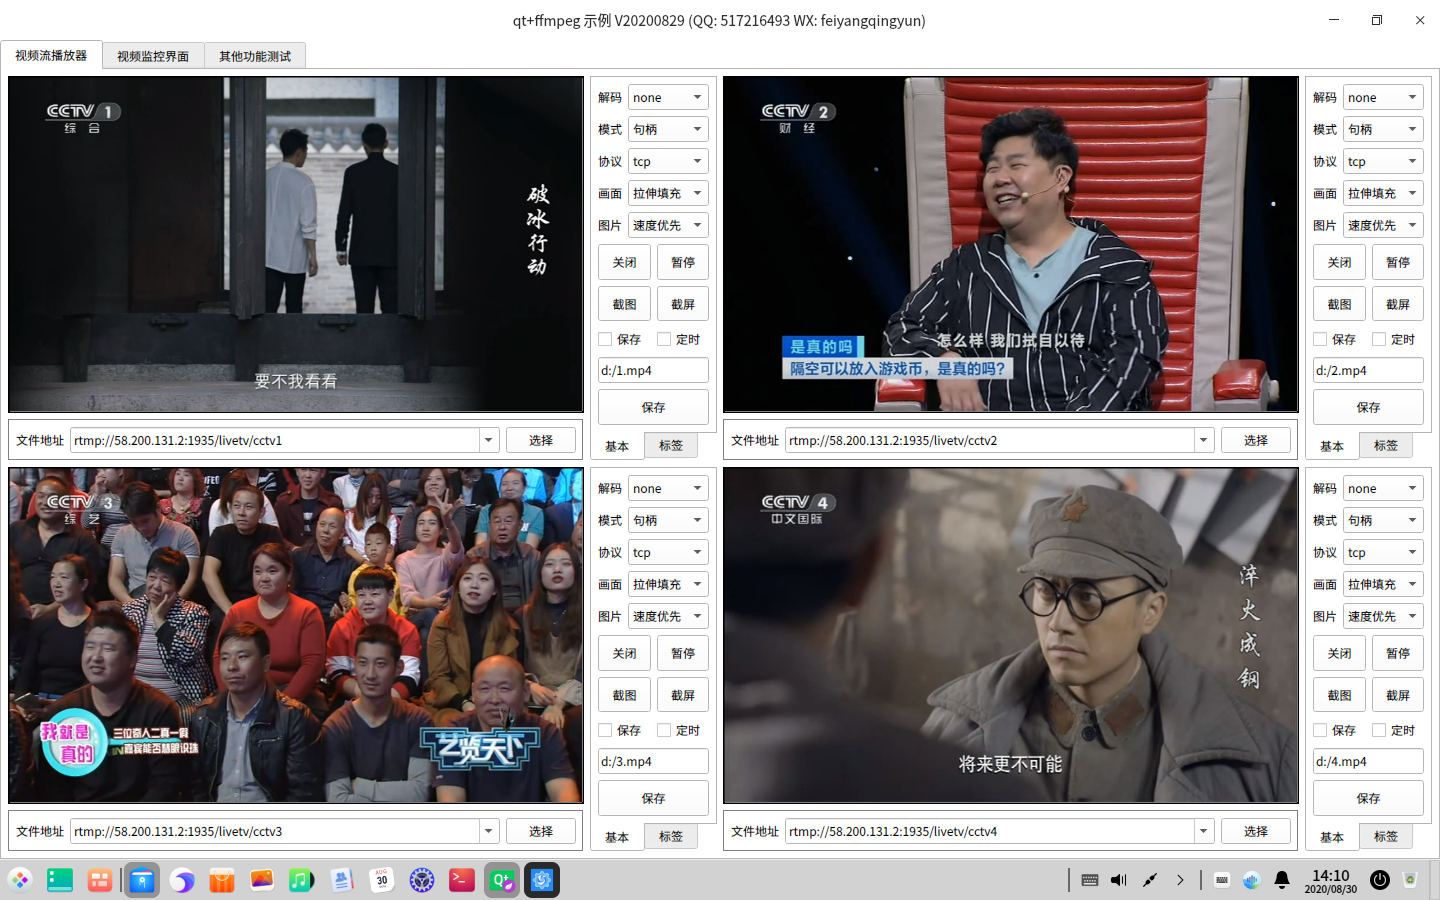 qt+ffmpeg 示例 V20200829 (QQ: 517216493 WX: feiyangqingyun)
视频流播放器
视频监控界面
其他功能测试
CCTV 1
综 合
破冰行动
要不我看看
解码 none
模式 句柄
协议 tcp
画面 拉伸填充
图片 速度优先
关闭 暂停
截图 截屏
保存 定时
d:/1.mp4
保存
基本 标签
文件地址 rtmp://58.200.131.2:1935/livetv/cctv1 选择
CCTV 2
财 经
怎么样 我们拭目以待
是真的吗
隔空可以放入游戏币，是真的吗?
解码 none
模式 句柄
协议 tcp
画面 拉伸填充
图片 速度优先
关闭 暂停
截图 截屏
保存 定时
d:/2.mp4
保存
基本 标签
文件地址 rtmp://58.200.131.2:1935/livetv/cctv2 选择
CCTV 3
综 艺
我就是
真的
三位奇人二真一假
嘉宾能否慧眼识珠
艺览天下
解码 none
模式 句柄
协议 tcp
画面 拉伸填充
图片 速度优先
关闭 暂停
截图 截屏
保存 定时
d:/3.mp4
保存
基本 标签
文件地址 rtmp://58.200.131.2:1935/livetv/cctv3 选择
CCTV 4
中文国际
淬火成钢
将来更不可能
解码 none
模式 句柄
协议 tcp
画面 拉伸填充
图片 速度优先
关闭 暂停
截图 截屏
保存 定时
d:/4.mp4
保存
基本 标签
文件地址 rtmp://58.200.131.2:1935/livetv/cctv4 选择
AUG
30
Qt
14:10
2020/08/30